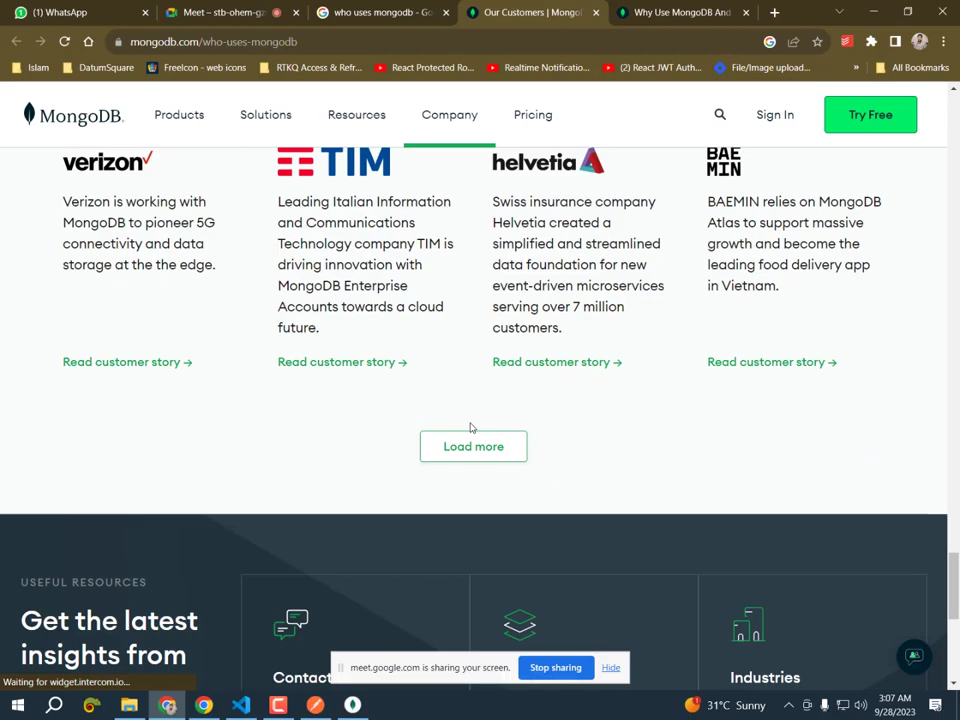 (1) WhatsApp
Meet – stb-ohem-gz
who uses mongodb - Go
Our Customers | Mongo
Why Use MongoDB And
mongodb.com/who-uses-mongodb
Islam
DatumSquare
FreeIcon - web icons
RTKQ Access & Refr...
React Protected Ro...
Realtime Notificatio...
(2) React JWT Auth...
File/Image upload...
»
All Bookmarks
MongoDB.
Products
Solutions
Resources
Company
Pricing
Sign In
Try Free
verizon
Verizon is working with
MongoDB to pioneer 5G
connectivity and data
storage at the the edge.
Read customer story →
TIM
Leading Italian Information
and Communications
Technology company TIM is
driving innovation with
MongoDB Enterprise
Accounts towards a cloud
future.
Read customer story →
helvetia
Swiss insurance company
Helvetia created a
simplified and streamlined
data foundation for new
event-driven microservices
serving over 7 million
customers.
Read customer story →
BAE
MIN
BAEMIN relies on MongoDB
Atlas to support massive
growth and become the
leading food delivery app
in Vietnam.
Read customer story →
Load more
USEFUL RESOURCES
Get the latest
insights from
Contact
Industries
meet.google.com is sharing your screen.
Stop sharing
Hide
Waiting for widget.intercom.io...
31°C Sunny
3:07 AM
9/28/2023